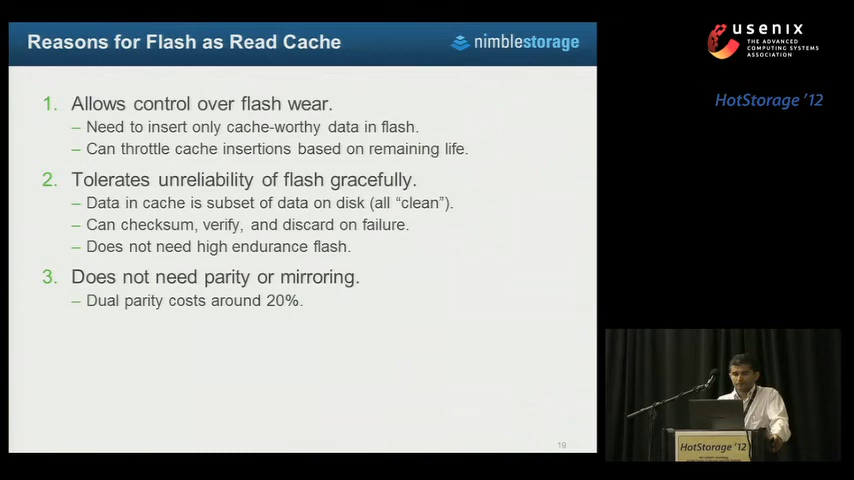 Reasons for Flash as Read Cache
nimblestorage
1. Allows control over flash wear.
– Need to insert only cache-worthy data in flash.
– Can throttle cache insertions based on remaining life.
2. Tolerates unreliability of flash gracefully.
– Data in cache is subset of data on disk (all “clean”).
– Can checksum, verify, and discard on failure.
– Does not need high endurance flash.
3. Does not need parity or mirroring.
– Dual parity costs around 20%.
19
usenix
THE ADVANCED
COMPUTING SYSTEMS
ASSOCIATION
HotStorage ’12
HotStorage ’12